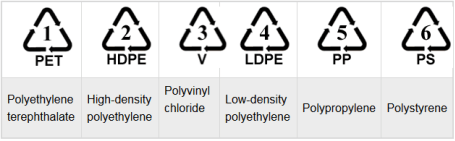 1 2 3 4 5 6
PET HDPE V LDPE PP PS
Polyethylene terephthalate
High-density polyethylene
Polyvinyl chloride
Low-density polyethylene
Polypropylene
Polystyrene